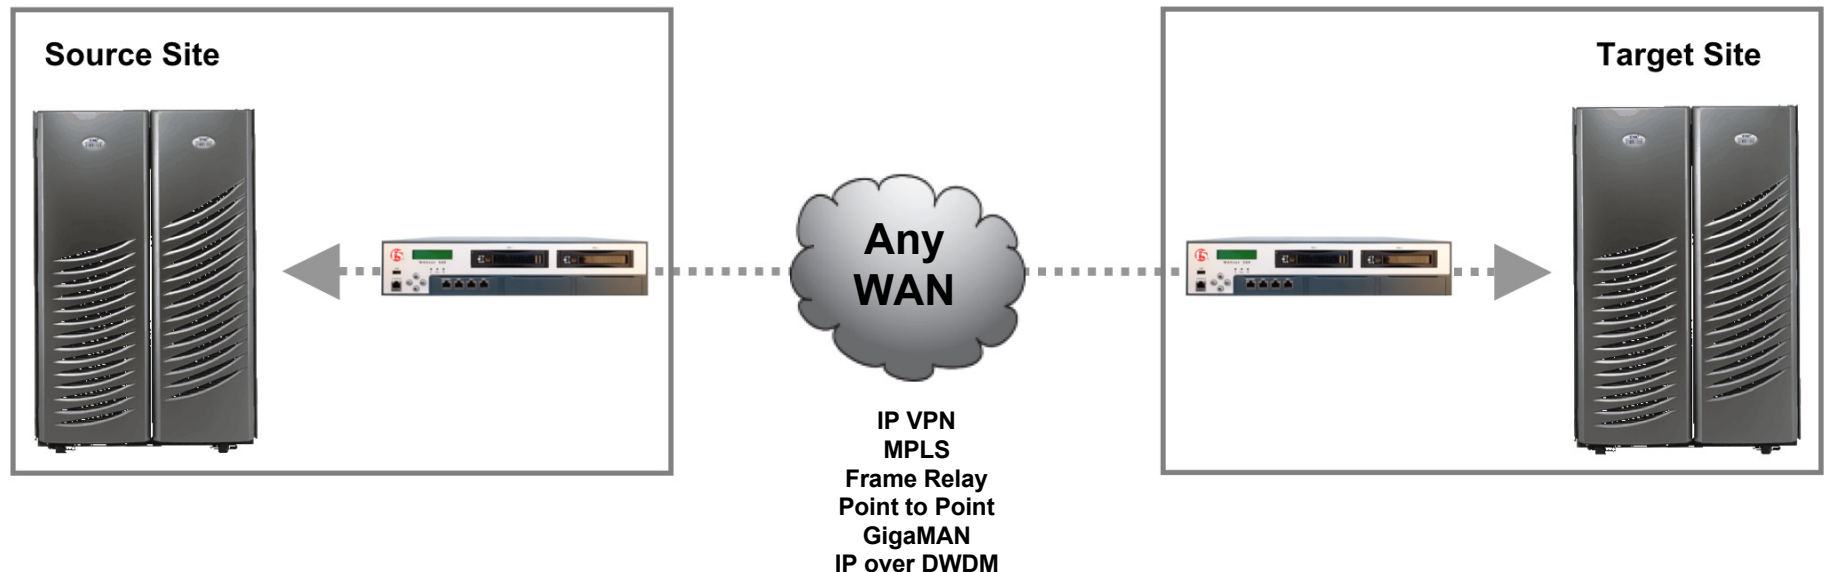 Source Site
Target Site
Any
WAN
IP VPN
MPLS
Frame Relay
Point to Point
GigaMAN
IP over DWDM